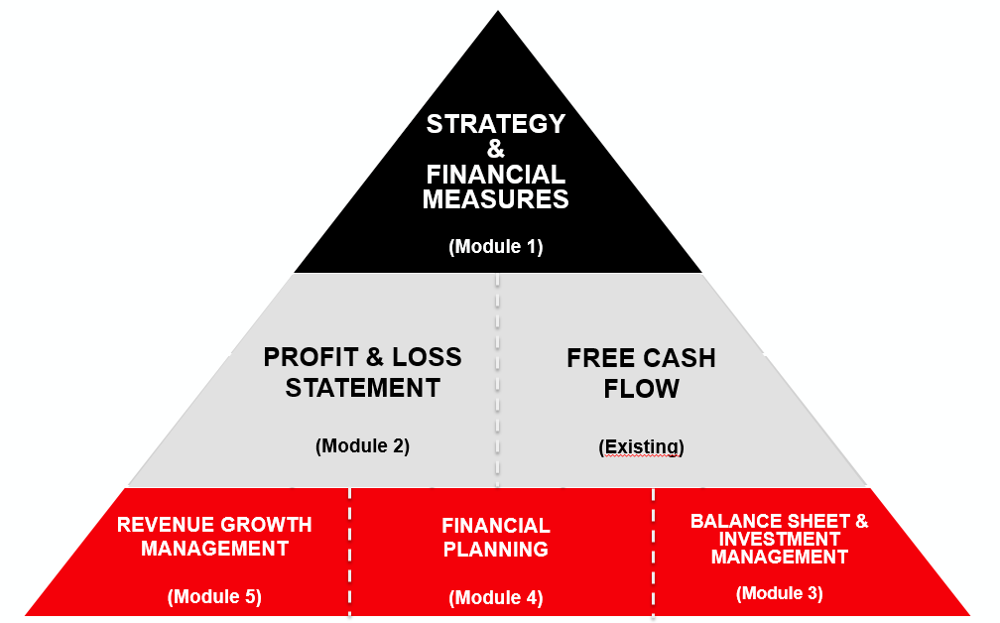 STRATEGY
&
FINANCIAL
MEASURES
(Module 1)
PROFIT & LOSS
STATEMENT
(Module 2)
FREE CASH
FLOW
(Existing)
REVENUE GROWTH
MANAGEMENT
(Module 5)
FINANCIAL
PLANNING
(Module 4)
BALANCE SHEET &
INVESTMENT
MANAGEMENT
(Module 3)